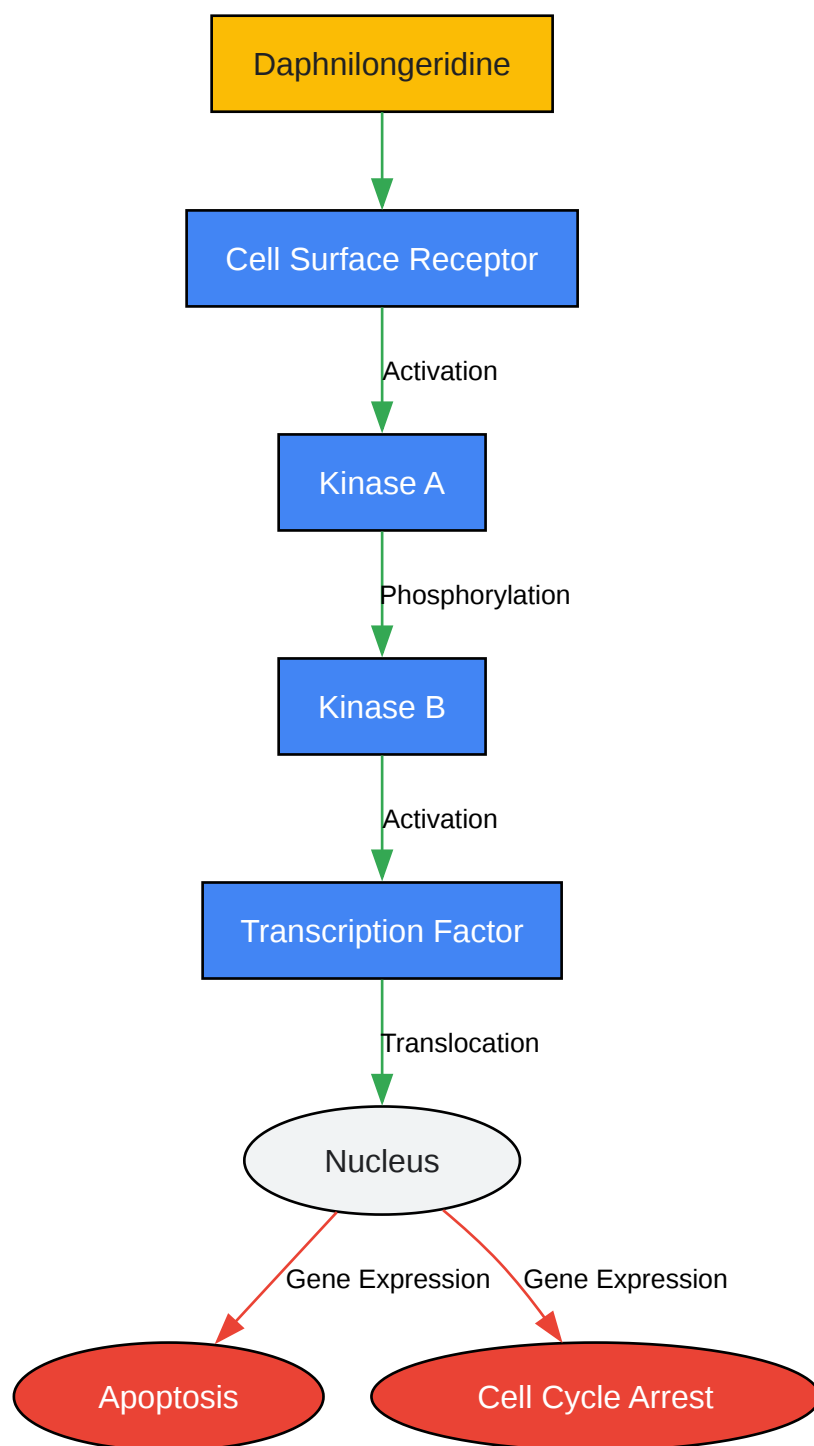 Daphnilongeridine
Cell Surface Receptor
Activation
Kinase A
Phosphorylation
Kinase B
Activation
Transcription Factor
Translocation
Nucleus
Gene Expression
Gene Expression
Apoptosis
Cell Cycle Arrest